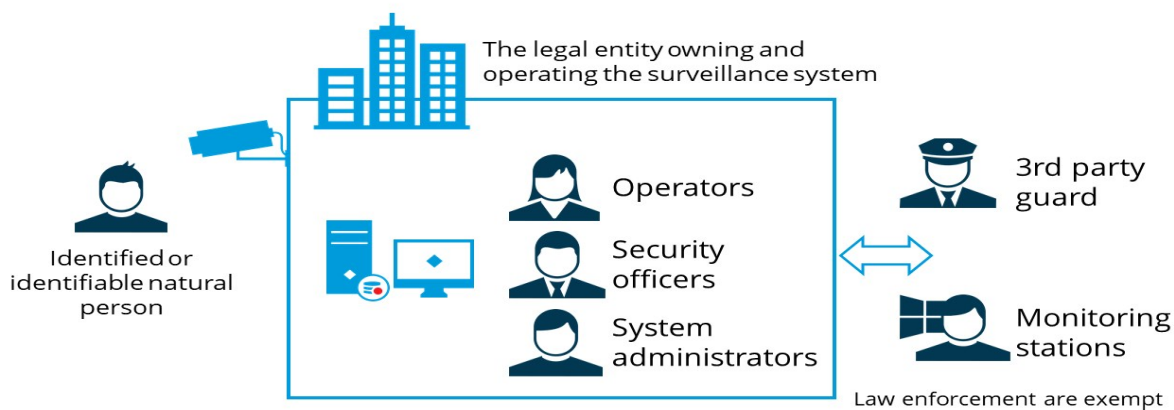 The legal entity owning and
operating the surveillance system
Identified or
identifiable natural
person
Operators
Security
officers
System
administrators
3rd party
guard
Monitoring
stations
Law enforcement are exempt